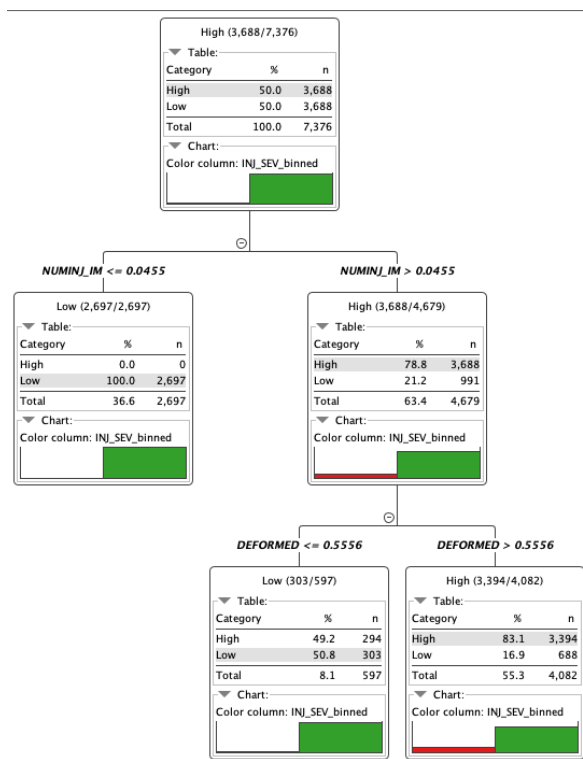 High (3,688/7,376)
Table:
Category % n
High 50.0 3,688
Low 50.0 3,688
Total 100.0 7,376
Chart:
Color column: INJ_SEV_binned
NUMINJ_IM <= 0.0455
NUMINJ_IM > 0.0455
Low (2,697/2,697)
Table:
Category % n
High 0.0 0
Low 100.0 2,697
Total 36.6 2,697
Chart:
Color column: INJ_SEV_binned
High (3,688/4,679)
Table:
Category % n
High 78.8 3,688
Low 21.2 991
Total 63.4 4,679
Chart:
Color column: INJ_SEV_binned
DEFORMED <= 0.5556
DEFORMED > 0.5556
Low (303/597)
Table:
Category % n
High 49.2 294
Low 50.8 303
Total 8.1 597
Chart:
Color column: INJ_SEV_binned
High (3,394/4,082)
Table:
Category % n
High 83.1 3,394
Low 16.9 688
Total 55.3 4,082
Chart:
Color column: INJ_SEV_binned